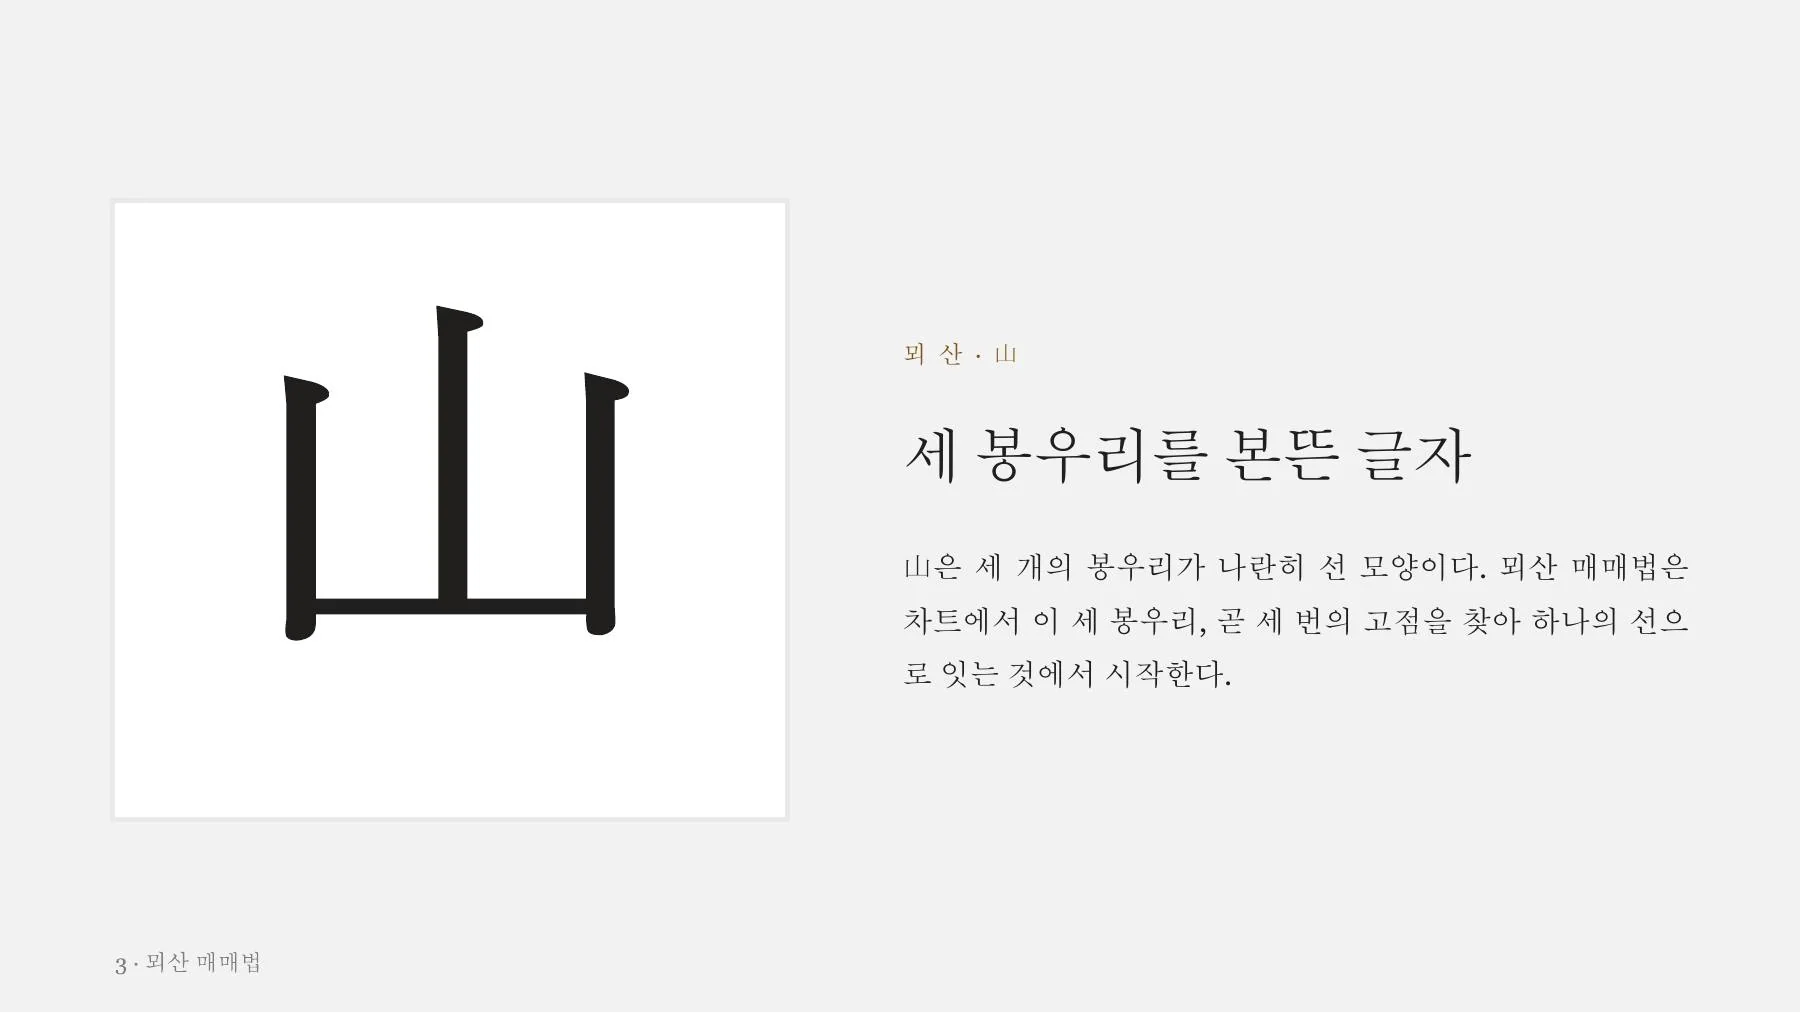 山
뫼 산 · 山
세 봉우리를 본뜬 글자
山은 세 개의 봉우리가 나란히 선 모양이다. 뫼산 매매법은
차트에서 이 세 봉우리, 곧 세 번의 고점을 찾아 하나의 선으
로 잇는 것에서 시작한다.
3 · 뫼산 매매법